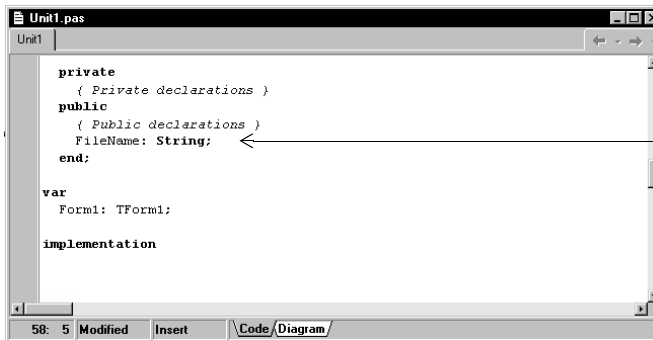 Unit1.pas
Unit1
private
{ Private declarations }
public
{ Public declarations }
FileName: String;
end;
var
Form1: TForm1;
implementation
58: 5 Modified Insert Code Diagram